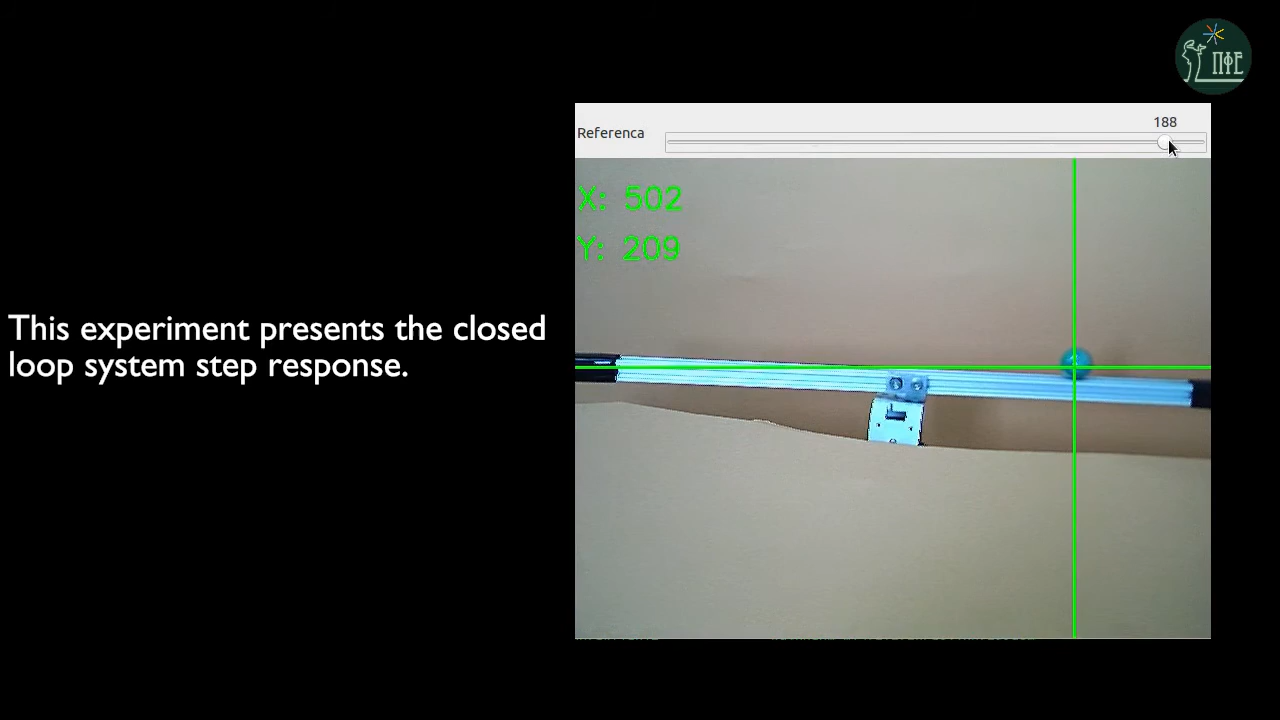 ΠΦΕ
Referenca
188
X: 502
Y: 209
This experiment presents the closed
loop system step response.